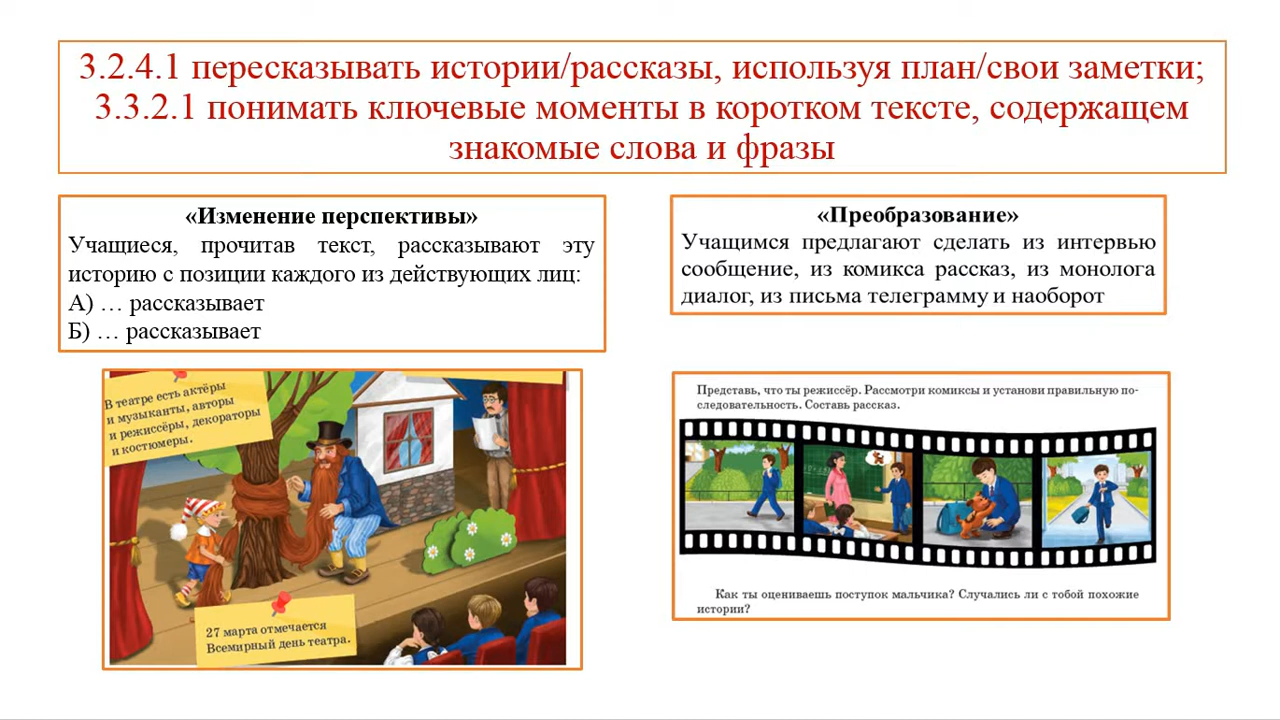 3.2.4.1 пересказывать истории/рассказы, используя план/свои заметки;
3.3.2.1 понимать ключевые моменты в коротком тексте, содержащем
знакомые слова и фразы
«Изменение перспективы»
Учащиеся, прочитав текст, рассказывают эту
историю с позиции каждого из действующих лиц:
А) … рассказывает
Б) … рассказывает
«Преобразование»
Учащимся предлагают сделать из интервью
сообщение, из комикса рассказ, из монолога
диалог, из письма телеграмму и наоборот
В театре есть актёры
и музыканты, авторы
и режиссёры, декораторы
и костюмеры.
27 марта отмечается
Всемирный день театра.
Представь, что ты режиссёр. Рассмотри комиксы и установи правильную по-
следовательность. Составь рассказ.
Как ты оцениваешь поступок мальчика? Случались ли с тобой похожие
истории?